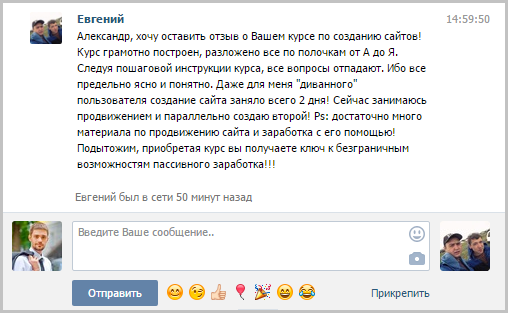 Евгений 14:59:50
Александр, хочу оставить отзыв о Вашем курсе по созданию сайтов!
Курс грамотно построен, разложено все по полочкам от А до Я.
Следуя пошаговой инструкции курса, все вопросы отпадают. Ибо все
предельно ясно и понятно. Даже для меня "диванного"
пользователя создание сайта заняло всего 2 дня! Сейчас занимаюсь
продвижением и параллельно создаю второй! Ps: достаточно много
материала по продвижению сайта и заработка с его помощью!
Подытожим, приобретая курс вы получаете ключ к безграничным
возможностям пассивного заработка!!!
Евгений был в сети 50 минут назад
Введите Ваше сообщение..
Отправить Прикрепить